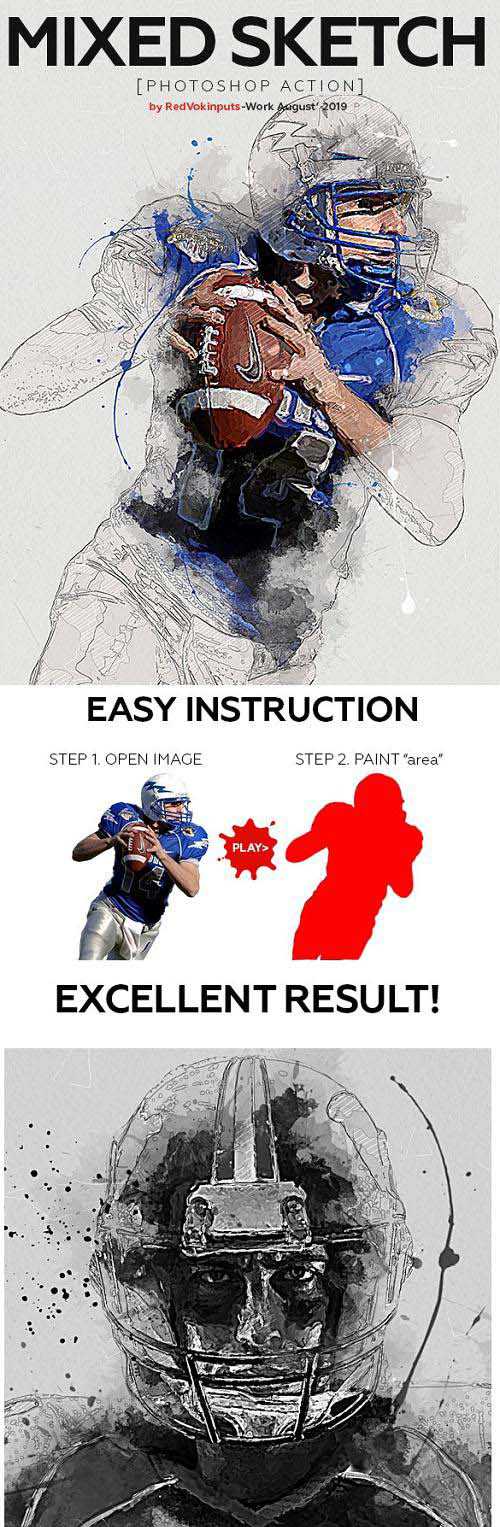 MIXED SKETCH
[PHOTOSHOP ACTION]
by RedVokinputs-Work August'-2019 P
EASY INSTRUCTION
STEP 1. OPEN IMAGE
STEP 2. PAINT "area"
PLAY>
EXCELLENT RESULT!